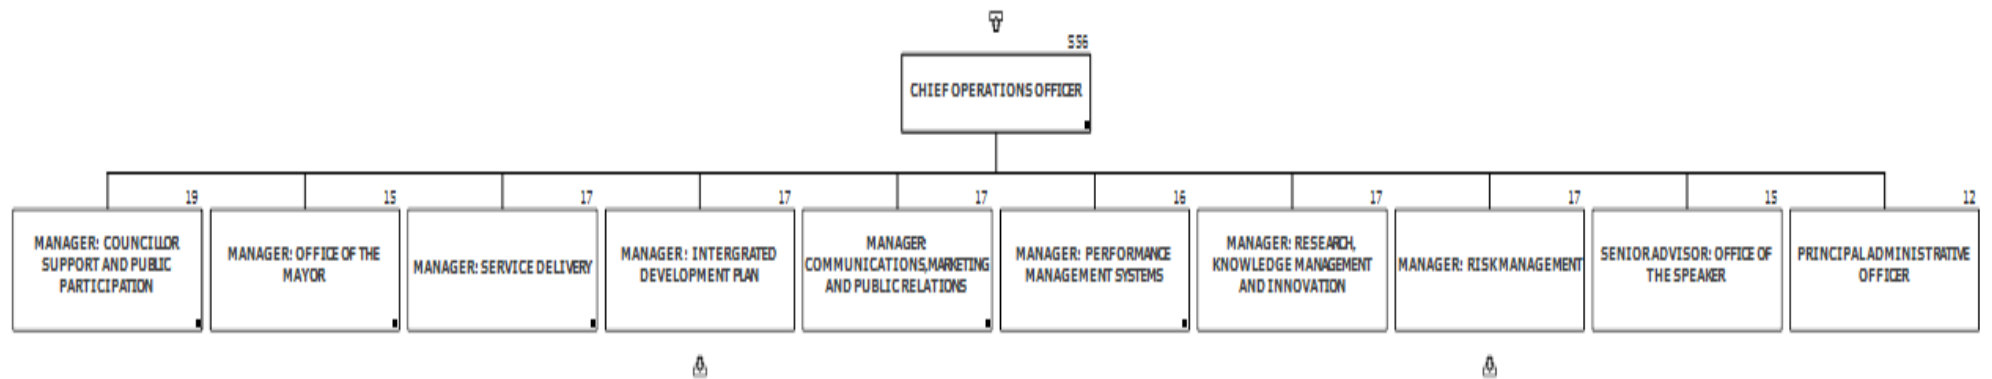 556
CHIEF OPERATIONS OFFICER
19
MANAGER: COUNCILLOR
SUPPORT AND PUBLIC
PARTICIPATION
15
MANAGER: OFFICE OF THE
MAYOR
17
MANAGER: SERVICE DELIVERY
17
MANAGER: INTERGRATED
DEVELOPMENT PLAN
17
MANAGER:
COMMUNICATIONS,MARKETING
AND PUBLIC RELATIONS
16
MANAGER: PERFORMANCE
MANAGEMENT SYSTEMS
17
MANAGER: RESEARCH,
KNOWLEDGE MANAGEMENT
AND INNOVATION
17
MANAGER: RISK MANAGEMENT
15
SENIOR ADVISOR: OFFICE OF
THE SPEAKER
12
PRINCIPAL ADMINISTRATIVE
OFFICER